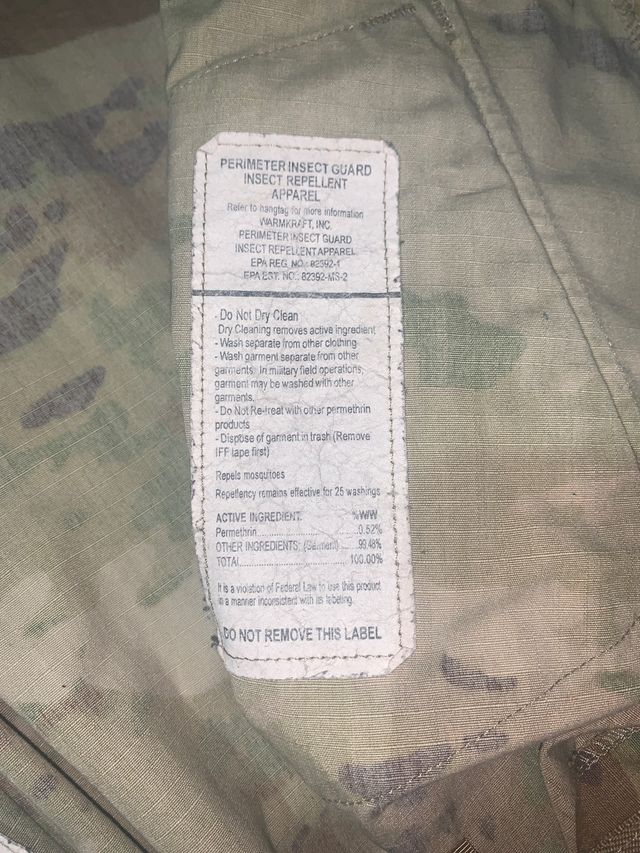 PERIMETER INSECT GUARD
INSECT REPELLENT
APPAREL
Refer to hangtag for more information
WARMKRAFT, INC.
PERIMETER INSECT GUARD
INSECT REPELLENT APPAREL
EPA REG. NO.: 82392-1
EPA EST. NO.: 82392-MS-2
- Do Not Dry Clean
Dry Cleaning removes active ingredient
- Wash separate from other clothing
- Wash garment separate from other
garments. In military field operations,
garment may be washed with other
garments.
- Do Not Re-treat with other permethrin
products
- Dispose of garment in trash (Remove
IFF tape first)
Repels mosquitoes
Repellency remains effective for 25 washings
ACTIVE INGREDIENT: %W/W
Permethrin..................0.52%
OTHER INGREDIENTS: (Garment)....99.48%
TOTAL......................100.00%
It is a violation of Federal Law to use this product
in a manner inconsistent with its labeling.
DO NOT REMOVE THIS LABEL